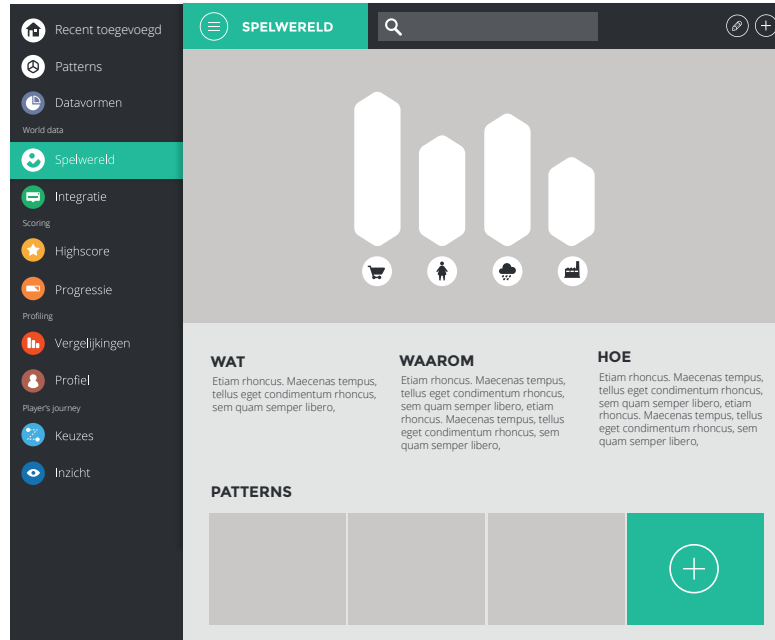 Recent toegevoegd
Patterns
Datavormen
World data
Spelwereld
Integratie
Scoring
Highscore
Progressie
Profiling
Vergelijkingen
Profiel
Player's journey
Keuzes
Inzicht
SPELWERELD
WAT
Etiam rhoncus. Maecenas tempus,
tellus eget condimentum rhoncus,
sem quam semper libero,
WAAROM
Etiam rhoncus. Maecenas tempus,
tellus eget condimentum rhoncus,
sem quam semper libero, etiam
rhoncus. Maecenas tempus, tellus
eget condimentum rhoncus, sem
quam semper libero,
HOE
Etiam rhoncus. Maecenas tempus,
tellus eget condimentum rhoncus,
sem quam semper libero, etiam
rhoncus. Maecenas tempus, tellus
eget condimentum rhoncus, sem
quam semper libero,
PATTERNS